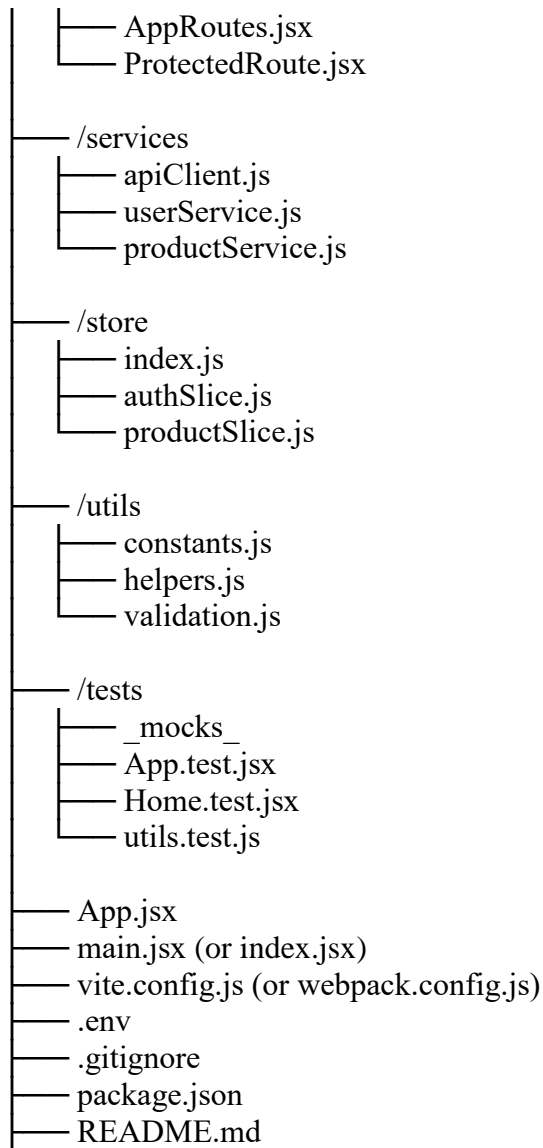 AppRoutes.jsx
ProtectedRoute.jsx
/services
apiClient.js
userService.js
productService.js
/store
index.js
authSlice.js
productSlice.js
/utils
constants.js
helpers.js
validation.js
/tests
_mocks_
App.test.jsx
Home.test.jsx
utils.test.js
App.jsx
main.jsx (or index.jsx)
vite.config.js (or webpack.config.js)
.env
.gitignore
package.json
README.md